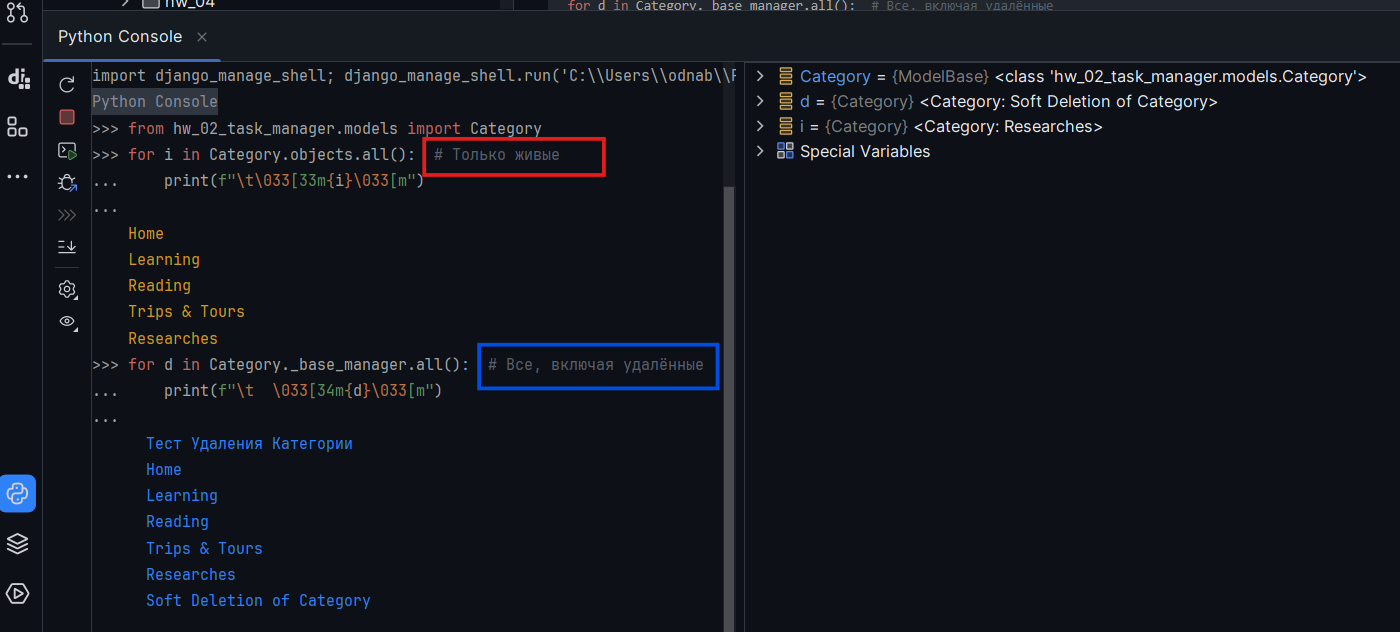 hw_04
for d in Category._base_manager.all():  # Все, включая удалённые
Python Console
import django_manage_shell; django_manage_shell.run('C:\\Users\\odnab\\
Python Console
>>> from hw_02_task_manager.models import Category
>>> for i in Category.objects.all():  # Только живые
...     print(f"\t\033[33m{i}\033[m")
...
Home
Learning
Reading
Trips & Tours
Researches
>>> for d in Category._base_manager.all():  # Все, включая удалённые
...     print(f"\t  \033[34m{d}\033[m")
...
Тест Удаления Категории
Home
Learning
Reading
Trips & Tours
Researches
Soft Deletion of Category
Category = {ModelBase} <class 'hw_02_task_manager.models.Category'>
d = {Category} <Category: Soft Deletion of Category>
i = {Category} <Category: Researches>
Special Variables